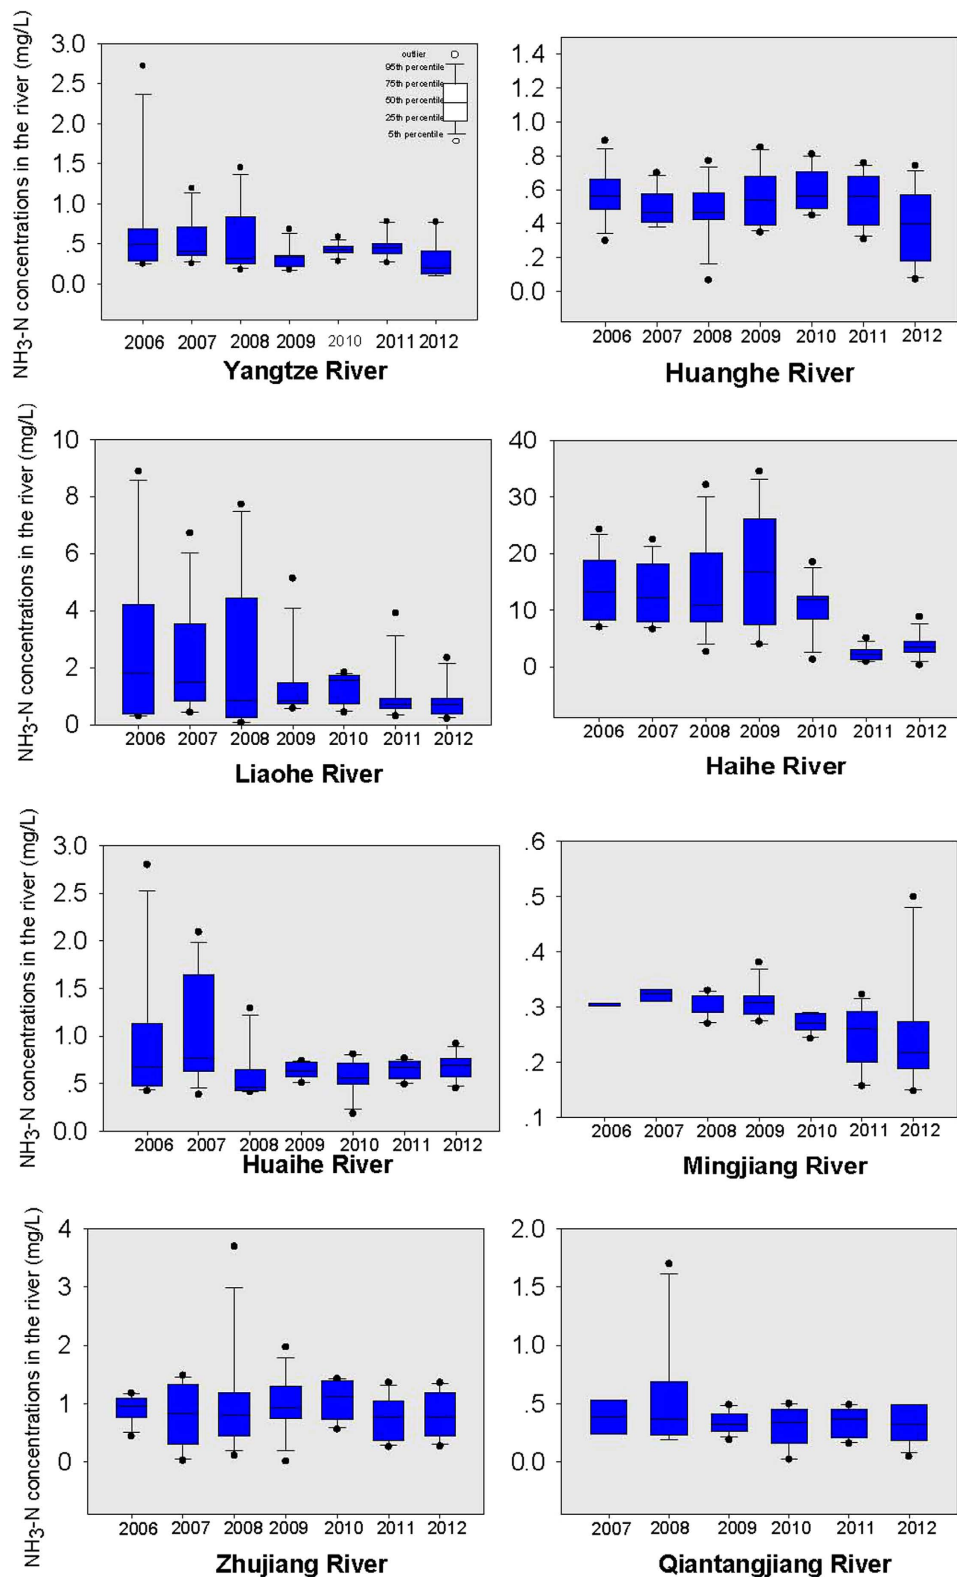 NH3-N concentrations in the river (mg/L)
3.0
2.5
2.0
1.5
1.0
.5
0.0
outlier
95th percentile
75th percentile
50th percentile
25th percentile
5th percentile
2006 2007 2008 2009 2010 2011 2012
Yangtze River
1.4
1.2
1.0
.8
.6
.4
.2
0.0
2006 2007 2008 2009 2010 2011 2012
Huanghe River
NH3-N concentrations in the river (mg/L)
10
8
6
4
2
0
2006 2007 2008 2009 2010 2011 2012
Liaohe River
40
30
20
10
0
2006 2007 2008 2009 2010 2011 2012
Haihe River
NH3-N concentrations in the river (mg/L)
3.0
2.5
2.0
1.5
1.0
.5
0.0
2006 2007 2008 2009 2010 2011 2012
Huaihe River
.6
.5
.4
.3
.2
.1
2006 2007 2008 2009 2010 2011 2012
Mingjiang River
NH3-N concentrations in the river (mg/L)
4
3
2
1
0
2006 2007 2008 2009 2010 2011 2012
Zhujiang River
2.0
1.5
1.0
.5
0.0
2007 2008 2009 2010 2011 2012
Qiantangjiang River